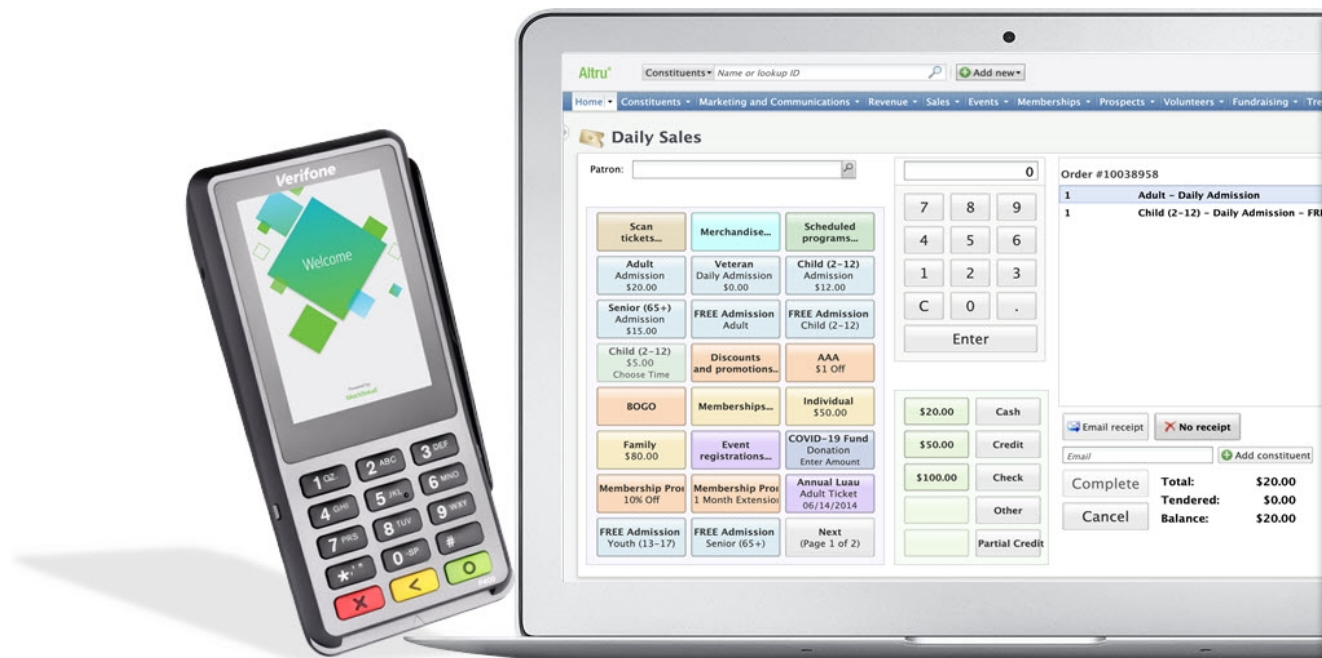 Verifone
Welcome
Powered by
blackbaud
1 QZ.
2 ABC
3 DEF
4 GHI
5 JKL
6 MNO
7 PRS
8 TUV
9 WXY
*,'"
0 -SP
#
P400
Altru
Constituents
Name or lookup ID
Add new
Home
Constituents
Marketing and Communications
Revenue
Sales
Events
Memberships
Prospects
Volunteers
Fundraising
Tre
Daily Sales
Patron:
Scan
tickets...
Merchandise...
Scheduled
programs...
Adult
Admission
$20.00
Veteran
Daily Admission
$0.00
Child (2-12)
Admission
$12.00
Senior (65+)
Admission
$15.00
FREE Admission
Adult
FREE Admission
Child (2-12)
Child (2-12)
$5.00
Choose Time
Discounts
and promotions..
AAA
$1 Off
BOGO
Memberships...
Individual
$50.00
Family
$80.00
Event
registrations...
COVID-19 Fund
Donation
Enter Amount
Membership Pro
10% Off
Membership Pro
1 Month Extensio
Annual Luau
Adult Ticket
06/14/2014
FREE Admission
Youth (13-17)
FREE Admission
Senior (65+)
Next
(Page 1 of 2)
0
7 8 9
4 5 6
1 2 3
C 0 .
Enter
$20.00
Cash
$50.00
Credit
$100.00
Check
Other
Partial Credit
Order #10038958
1 Adult - Daily Admission
1 Child (2-12) - Daily Admission - FRE
Email receipt
No receipt
Email
Add constituent
Complete
Cancel
Total: $20.00
Tendered: $0.00
Balance: $20.00